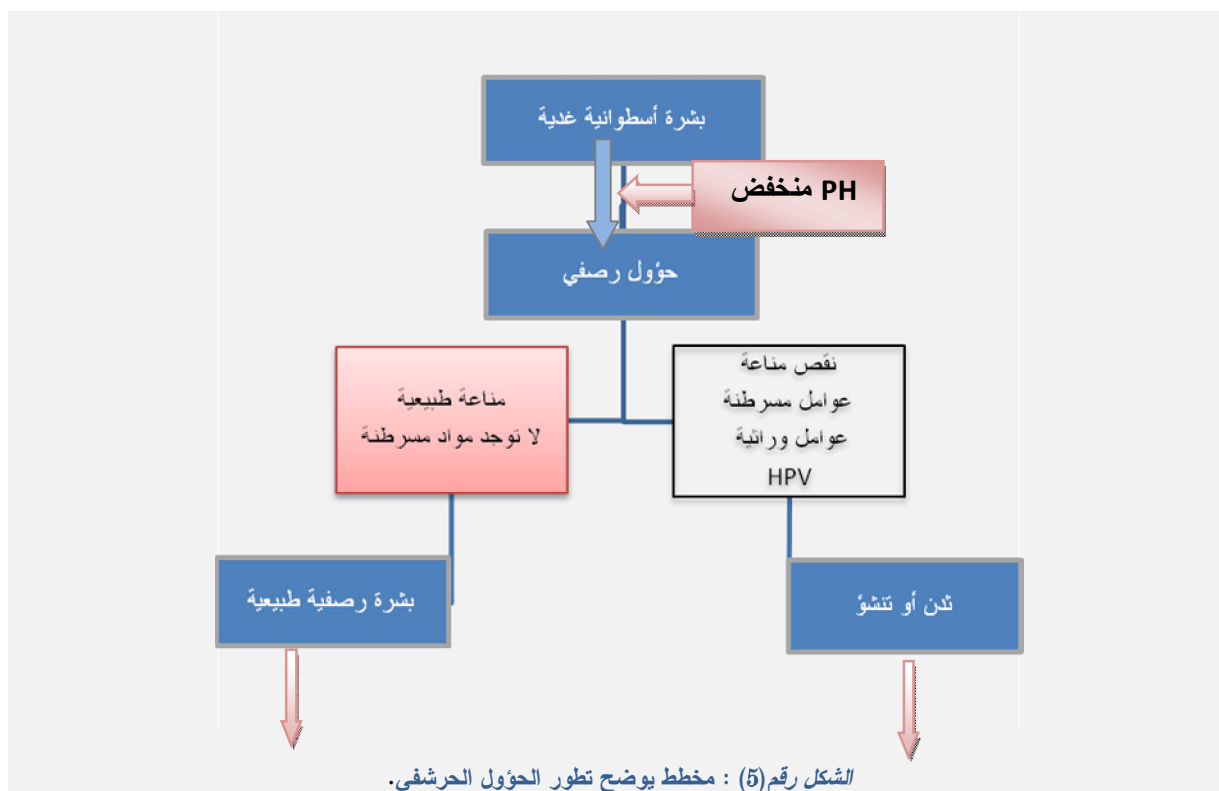 بشرة أسطوانية غدية
PH منخفض
حؤول رصفي
نقص مناعة
عوامل مسرطنة
عوامل وراثية
HPV
مناعة طبيعية
لا توجد مواد مسرطنة
ثدن أو تنشؤ
بشرة رصفية طبيعية
الشكل رقم(5) : مخطط يوضح تطور الحؤول الحرشفي.